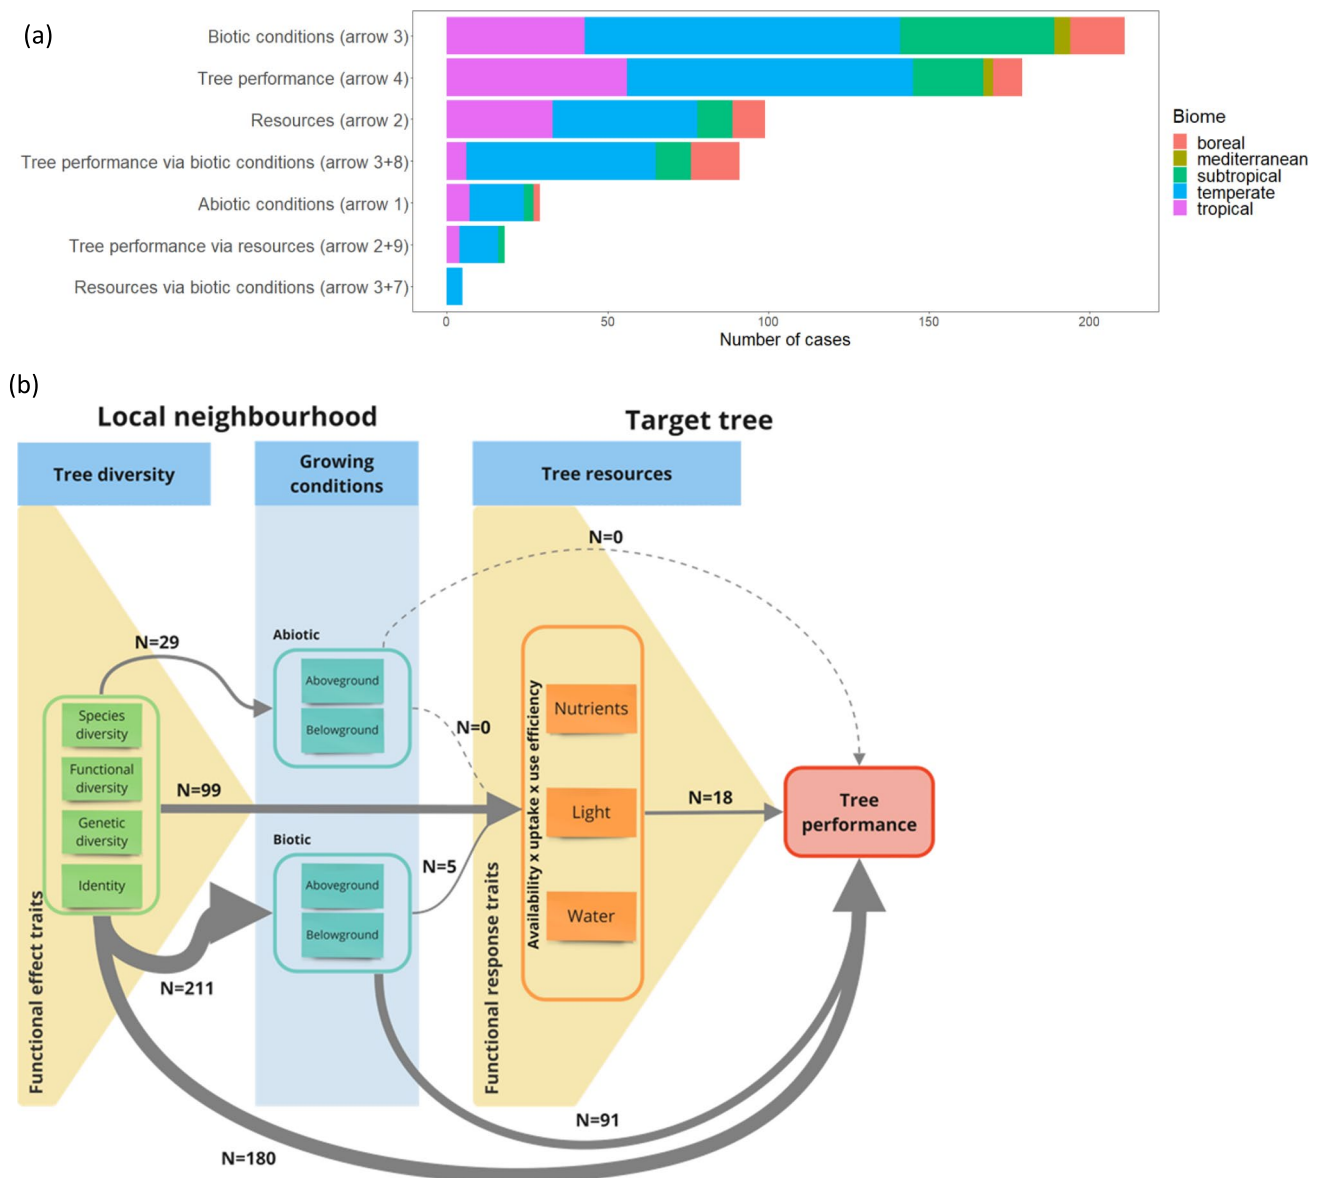 (a)
Biotic conditions (arrow 3)
Tree performance (arrow 4)
Resources (arrow 2)
Tree performance via biotic conditions (arrow 3+8)
Abiotic conditions (arrow 1)
Tree performance via resources (arrow 2+9)
Resources via biotic conditions (arrow 3+7)
0
50
100
150
200
Number of cases
Biome
boreal
mediterranean
subtropical
temperate
tropical
(b)
Local neighbourhood
Target tree
Tree diversity
Growing
conditions
Tree resources
N=0
N=29
Abiotic
Aboveground
Belowground
Species
diversity
Functional
diversity
Genetic
diversity
Identity
Functional effect traits
N=99
N=0
Biotic
Aboveground
Belowground
N=5
N=211
Functional response traits
Availability x uptake x use efficiency
Nutrients
Light
Water
N=18
Tree
performance
N=91
N=180